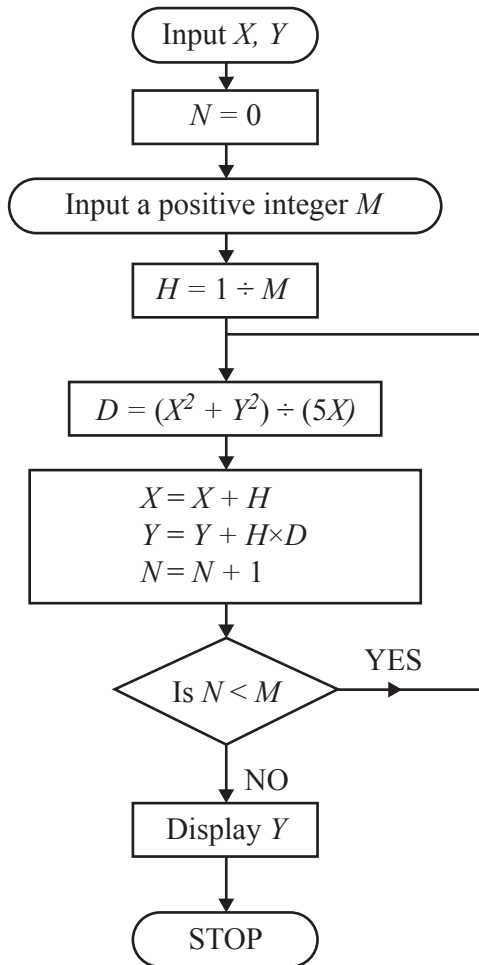 Input X, Y
N = 0
Input a positive integer M
H = 1 ÷ M
D = (X² + Y²) ÷ (5X)
X = X + H
Y = Y + H×D
N = N + 1
Is N < M
YES
NO
Display Y
STOP